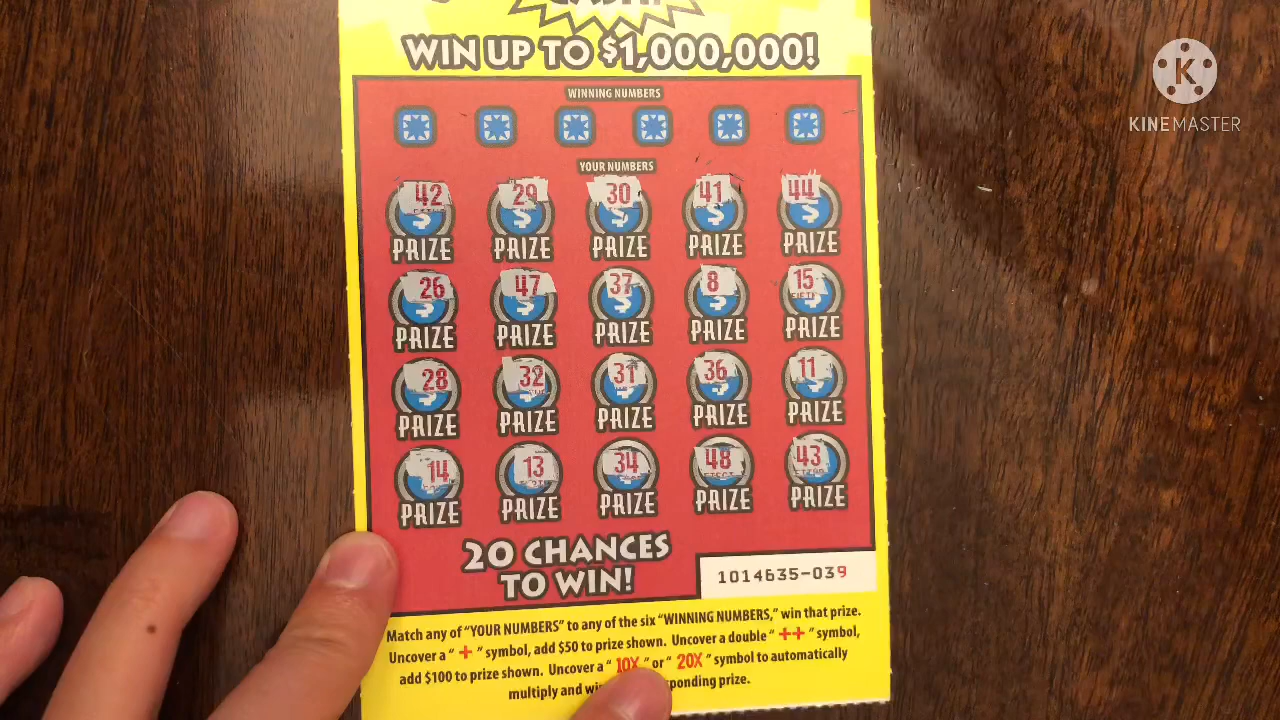 WIN UP TO $1,000,000!
WINNING NUMBERS
K
KINEMASTER
YOUR NUMBERS
42 29 30 41 44
PRIZE PRIZE PRIZE PRIZE PRIZE
26 47 37 8 15
PRIZE PRIZE PRIZE PRIZE PRIZE
28 32 31 36 11
PRIZE PRIZE PRIZE PRIZE PRIZE
14 13 34 48 43
PRIZE PRIZE PRIZE PRIZE PRIZE
20 CHANCES
TO WIN!
1014635-039
Match any of "YOUR NUMBERS" to any of the six "WINNING NUMBERS," win that prize.
Uncover a " + " symbol, add $50 to prize shown. Uncover a double " ++ " symbol,
add $100 to prize shown. Uncover a " 10X " or " 20X " symbol to automatically
multiply and prize.